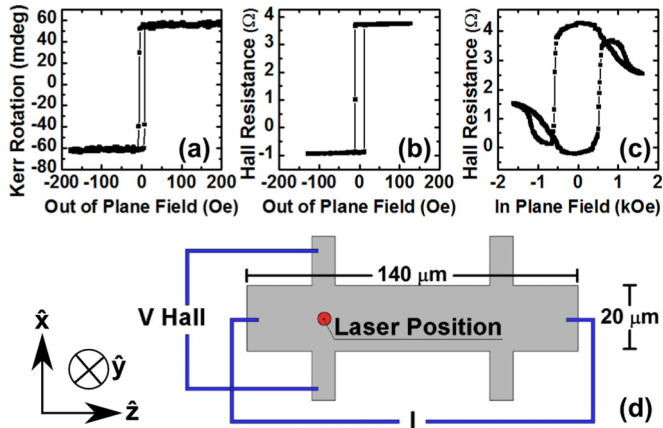 Kerr Rotation (mdeg)
60
40
20
0
-20
-40
-60
-80
-200
-100
0
100
200
Out of Plane Field (Oe)
(a)
Hall Resistance (Ω)
4
3
2
1
0
-1
-200
-100
0
100
200
Out of Plane Field (Oe)
(b)
Hall Resistance (Ω)
4
3
2
1
0
-2
-1
0
1
2
In Plane Field (kOe)
(c)
140 μm
V Hall
20 μm
Laser Position
I
x̂
ŷ
ẑ
(d)